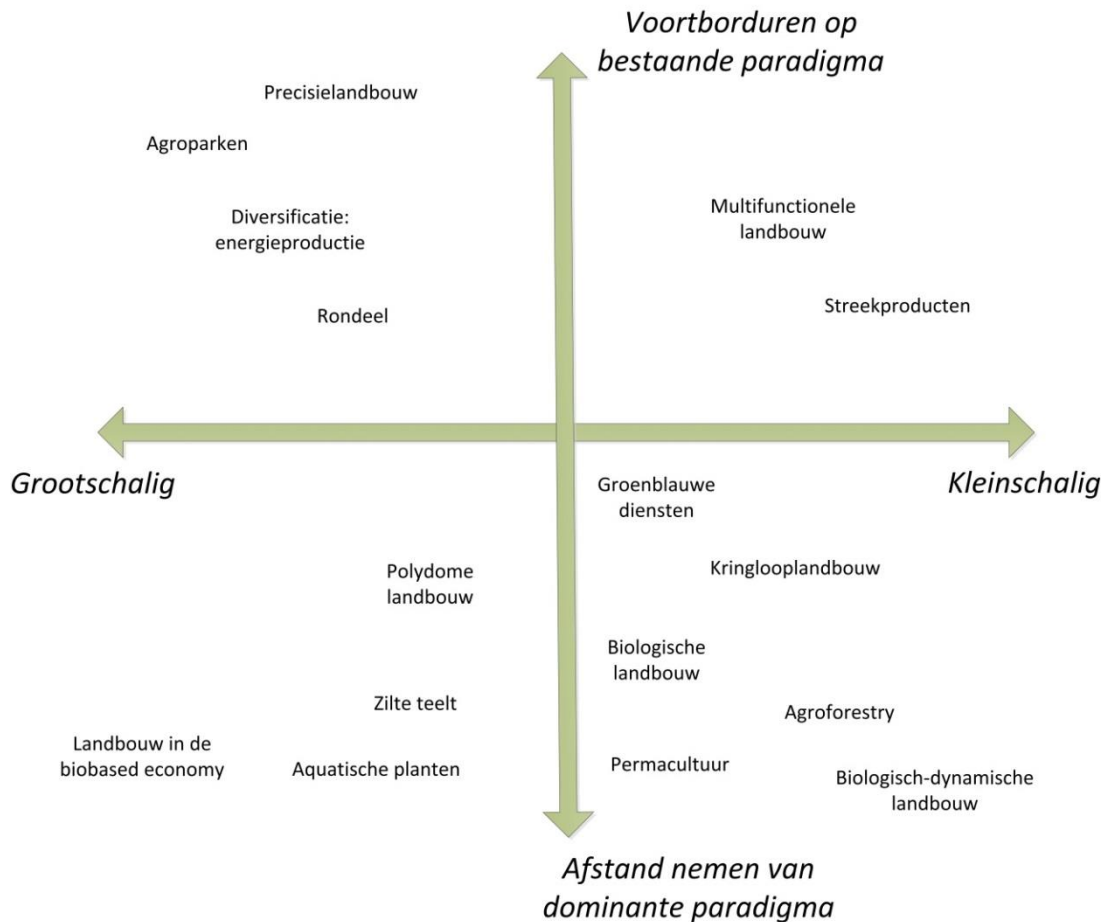 Voortborduren op
bestaande paradigma
Precisielandbouw
Agroparken
Diversificatie:
energieproductie
Multifunctionele
landbouw
Rondeel
Streekproducten
Grootschalig
Kleinschalig
Groenblauwe
diensten
Polydome
landbouw
Kringlooplandbouw
Biologische
landbouw
Zilte teelt
Agroforestry
Landbouw in de
biobased economy
Aquatische planten
Permacultuur
Biologisch-dynamische
landbouw
Afstand nemen van
dominante paradigma